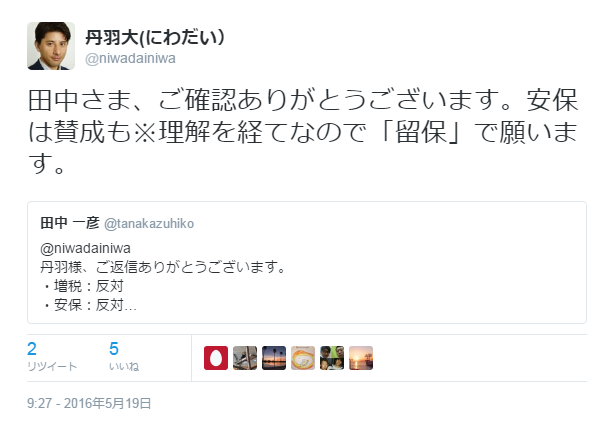 丹羽大(にわだい）
@niwadainiwa
田中さま、ご確認ありがとうございます。安保
は賛成も※理解を経てなので「留保」で願いま
す。
田中 一彦 @tanakazuhiko
@niwadainiwa
丹羽様、ご返信ありがとうございます。
・増税：反対
・安保：反対…
2 5
リツイート いいね
9:27 - 2016年5月19日